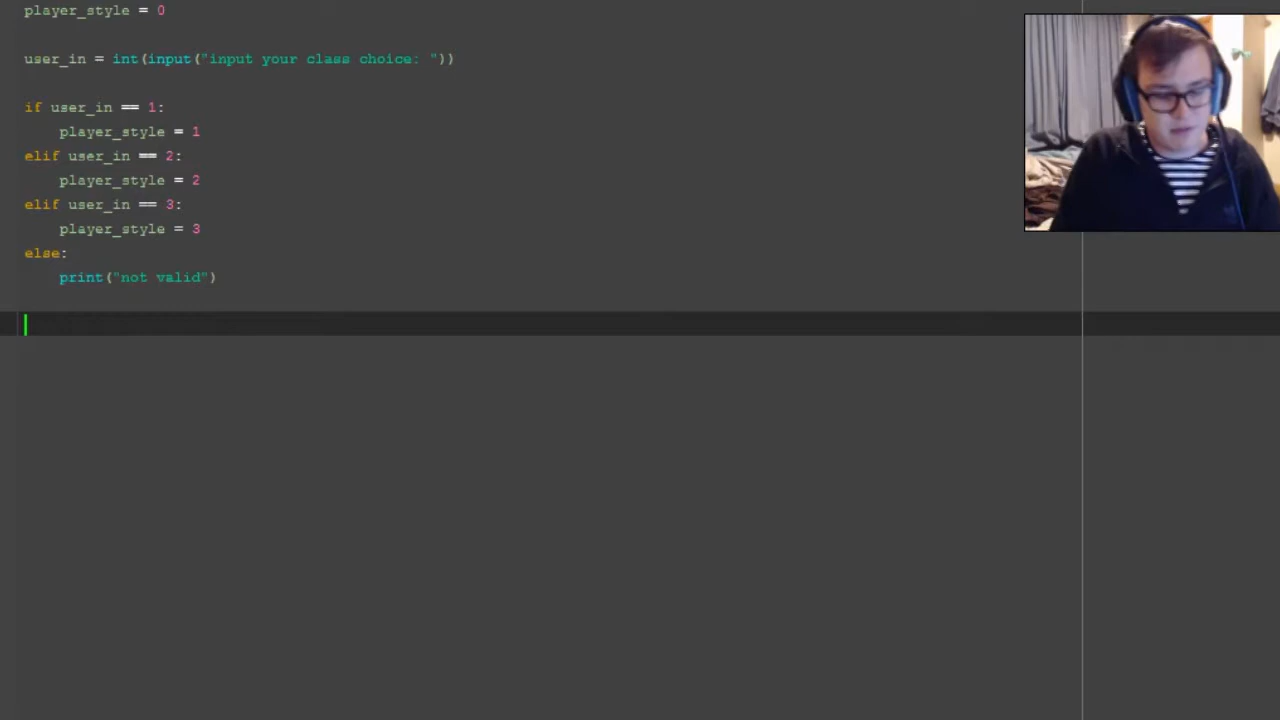 player_style = 0
user_in = int(input("input your class choice: "))
if user_in == 1:
player_style = 1
elif user_in == 2:
player_style = 2
elif user_in == 3:
player_style = 3
else:
print("not valid")